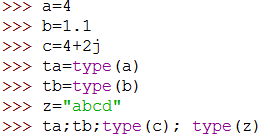 >>> a=4
>>> b=1.1
>>> c=4+2j
>>> ta=type(a)
>>> tb=type(b)
>>> z="abcd"
>>> ta;tb;type(c); type(z)